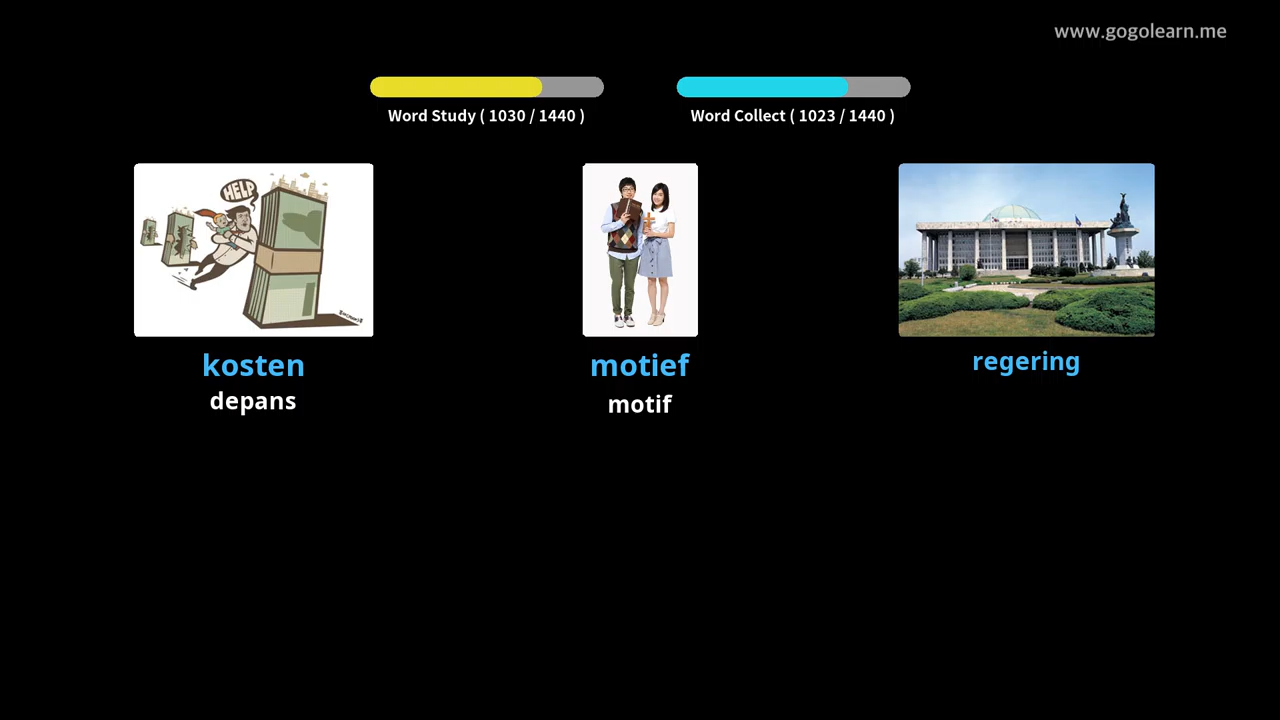 www.gogolearn.me
Word Study ( 1030 / 1440 )
Word Collect ( 1023 / 1440 )
HELP
kosten
motief
regering
depans
motif